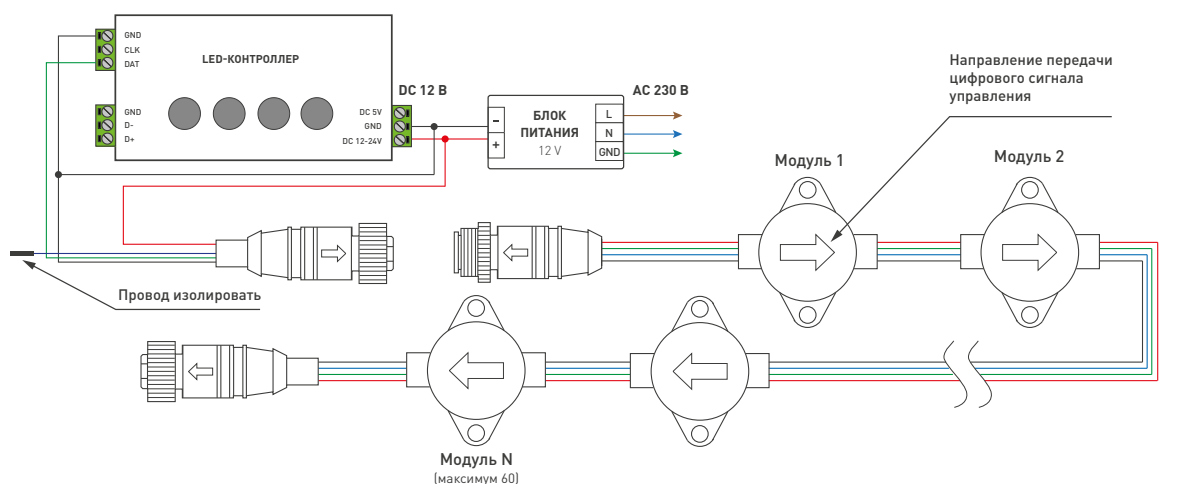 GND
CLK
DAT
LED-КОНТРОЛЛЕР
GND
D-
D+
DC 5V
GND
DC 12-24V
DC 12 В
-
+
БЛОК
ПИТАНИЯ
12 V
L
N
GND
AC 230 В
Направление передачи
цифрового сигнала
управления
Модуль 1
Модуль 2
Провод изолировать
Модуль N
(максимум 60)